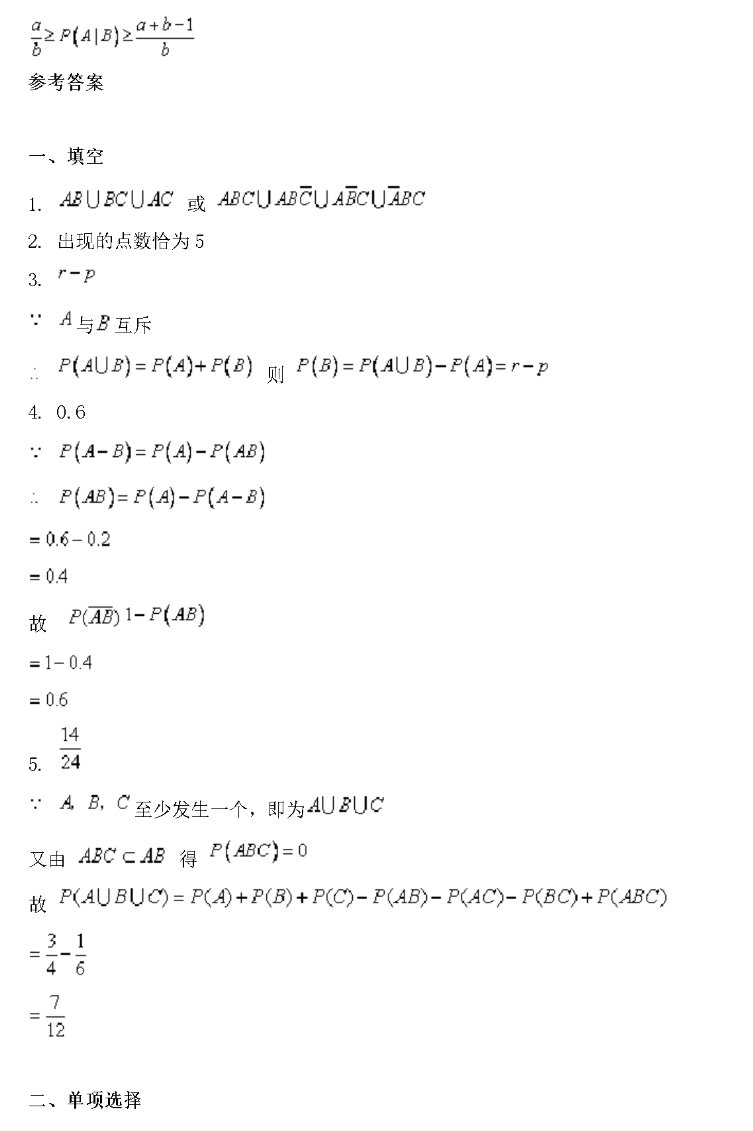 a/b ≥ P(A|B) ≥ (a+b−1)/b
参考答案
一、填空
1. AB⋃BC⋃AC 或 ABC⋃ABC̅⋃AB̅C⋃A̅BC
2. 出现的点数恰为 5
3. r−p
∵ A与B互斥
∴ P(A⋃B)=P(A)+P(B) 则 P(B)=P(A⋃B)−P(A)=r−p
4. 0.6
∵ P(A−B)=P(A)−P(AB)
∴ P(AB)=P(A)−P(A−B)
=0.6−0.2
=0.4
故 P(A̅B̅) 1−P(AB)
=1−0.4
=0.6
5. 14/24
∵ A, B, C至少发生一个，即为A⋃B⋃C
又由 ABC⊂AB 得 P(ABC)=0
故 P(A⋃B⋃C)=P(A)+P(B)+P(C)−P(AB)−P(AC)−P(BC)+P(ABC)
=3/4−1/6
=7/12
二、单项选择